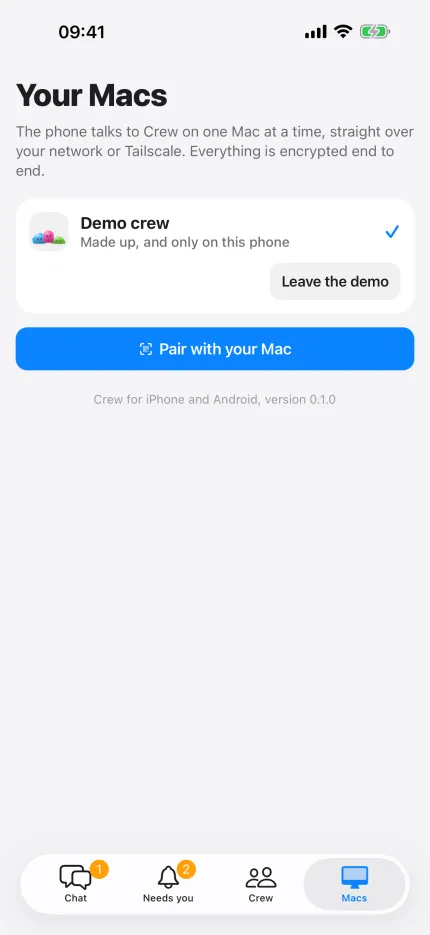 09:41
Your Macs
The phone talks to Crew on one Mac at a time, straight over
your network or Tailscale. Everything is encrypted end to
end.
Demo crew
Made up, and only on this phone
Leave the demo
Pair with your Mac
Crew for iPhone and Android, version 0.1.0
1
2
Chat
Needs you
Crew
Macs